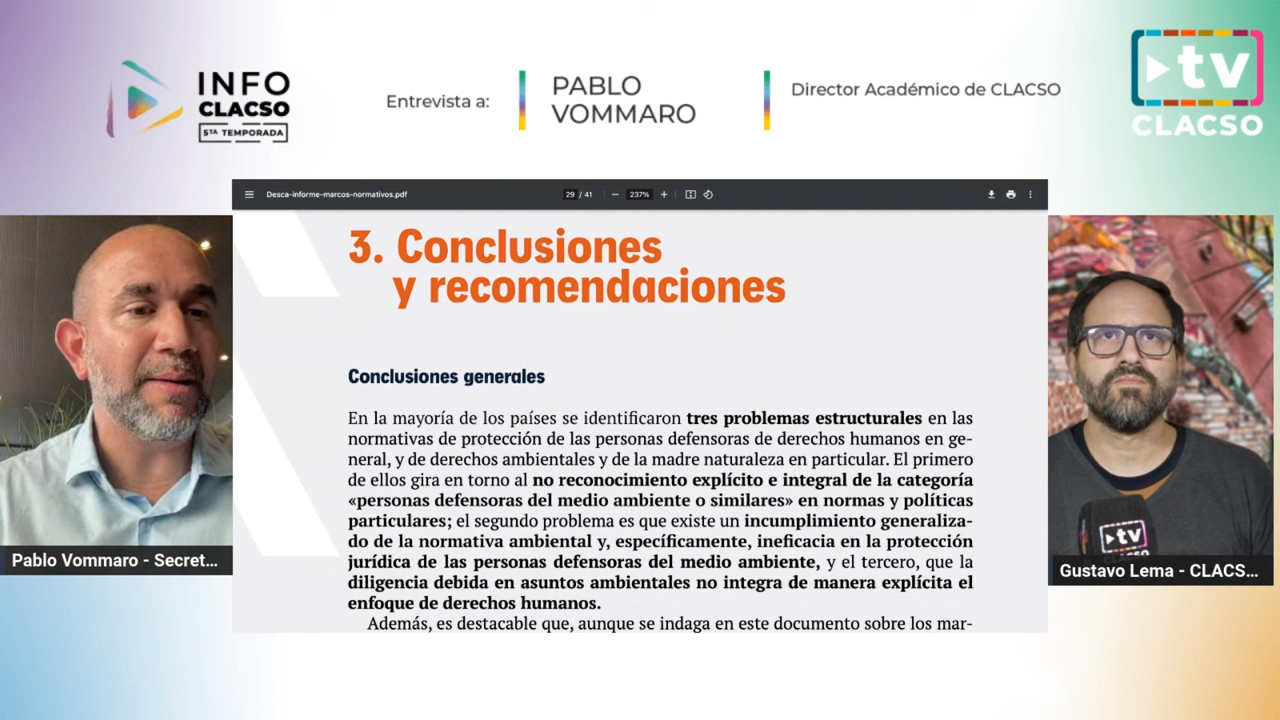 INFO
CLACSO
5TA TEMPORADA
Entrevista a:
PABLO
VOMMARO
Director Académico de CLACSO
tv
CLACSO
Desca-informe-marcos-normativos.pdf
29 / 41
237%
3. Conclusiones
y recomendaciones
Conclusiones generales
En la mayoría de los países se identificaron tres problemas estructurales en las
normativas de protección de las personas defensoras de derechos humanos en ge-
neral, y de derechos ambientales y de la madre naturaleza en particular. El primero
de ellos gira en torno al no reconocimiento explícito e integral de la categoría
«personas defensoras del medio ambiente o similares» en normas y políticas
particulares; el segundo problema es que existe un incumplimiento generaliza-
do de la normativa ambiental y, específicamente, ineficacia en la protección
jurídica de las personas defensoras del medio ambiente, y el tercero, que la
diligencia debida en asuntos ambientales no integra de manera explícita el
enfoque de derechos humanos.
Además, es destacable que, aunque se indaga en este documento sobre los mar-
Pablo Vommaro - Secret...
tv
CLACSO
Gustavo Lema - CLACS...